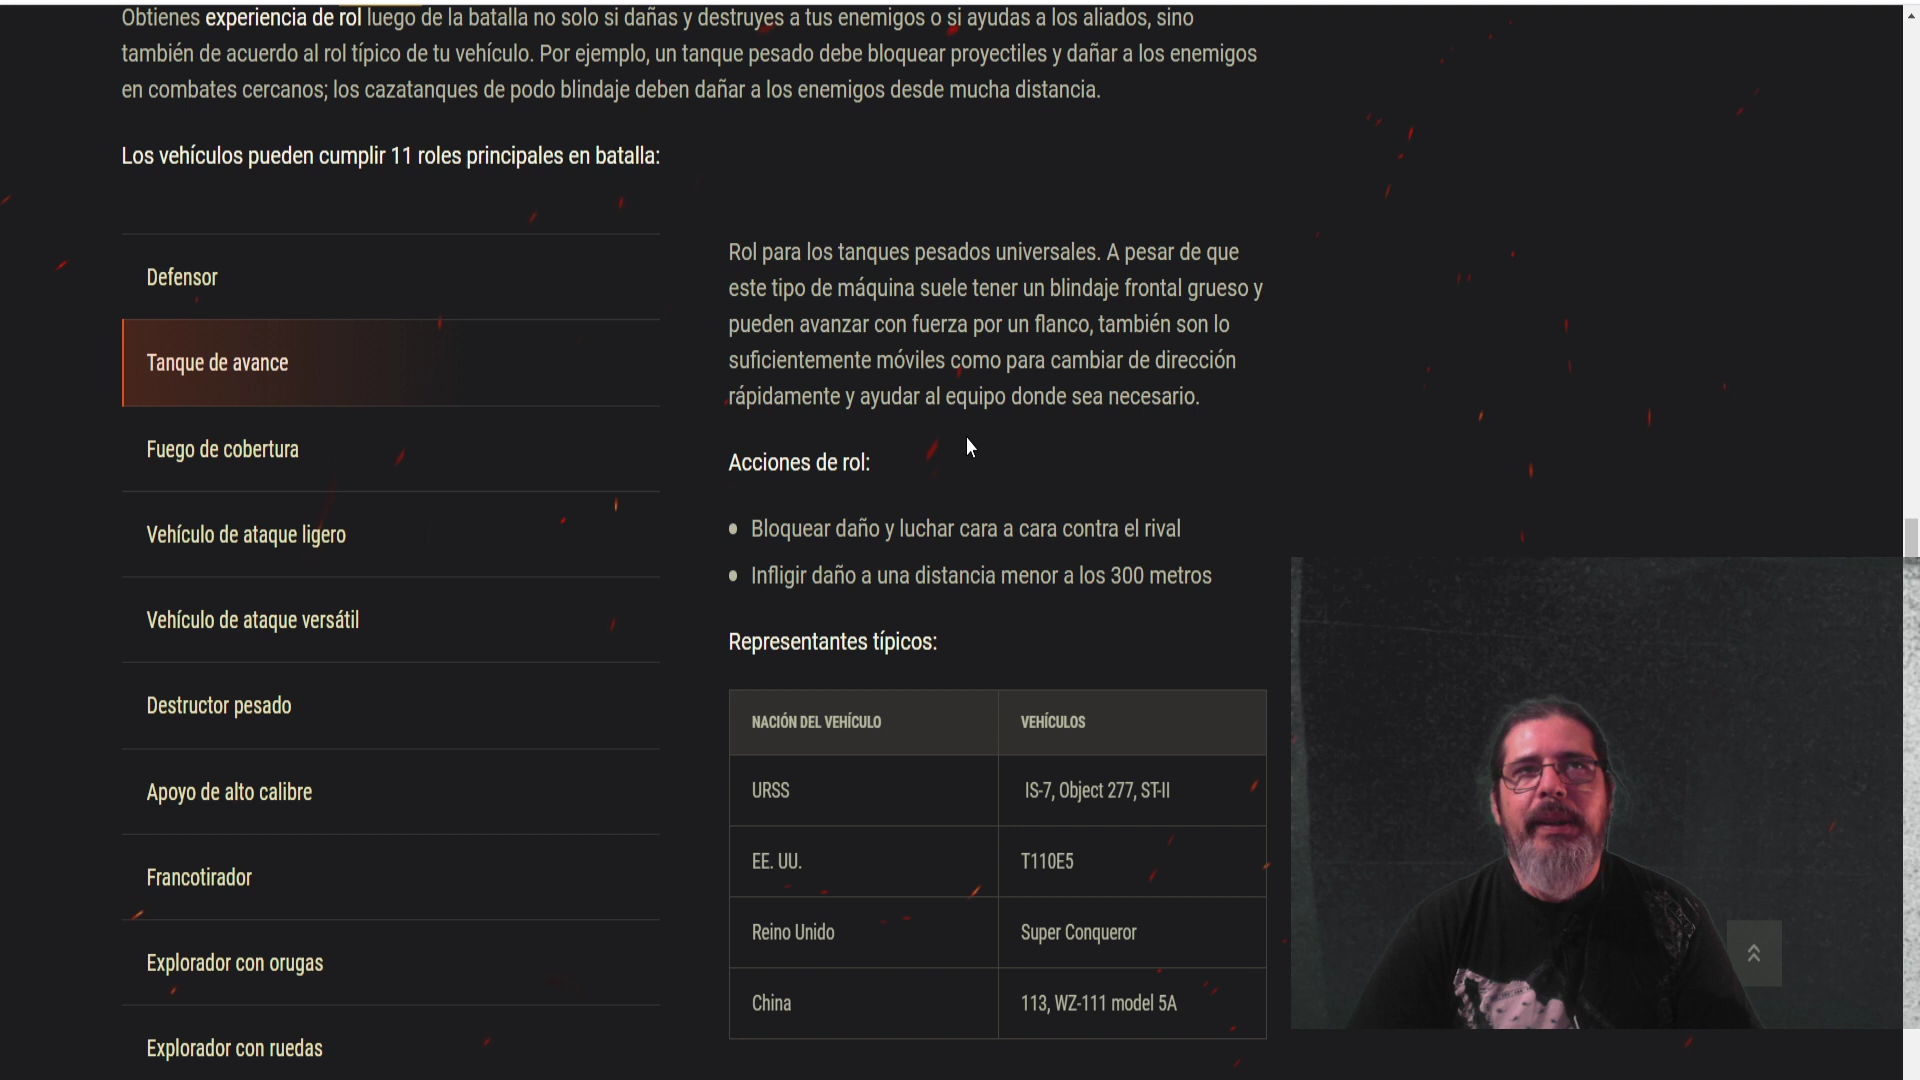 Obtienes experiencia de rol luego de la batalla no solo si dañas y destruyes a tus enemigos o si ayudas a los aliados, sino
también de acuerdo al rol típico de tu vehículo. Por ejemplo, un tanque pesado debe bloquear proyectiles y dañar a los enemigos
en combates cercanos; los cazatanques de podo blindaje deben dañar a los enemigos desde mucha distancia.
Los vehículos pueden cumplir 11 roles principales en batalla:
Defensor
Tanque de avance
Fuego de cobertura
Vehículo de ataque ligero
Vehículo de ataque versátil
Destructor pesado
Apoyo de alto calibre
Francotirador
Explorador con orugas
Explorador con ruedas
Rol para los tanques pesados universales. A pesar de que
este tipo de máquina suele tener un blindaje frontal grueso y
pueden avanzar con fuerza por un flanco, también son lo
suficientemente móviles como para cambiar de dirección
rápidamente y ayudar al equipo donde sea necesario.
Acciones de rol:
Bloquear daño y luchar cara a cara contra el rival
Infligir daño a una distancia menor a los 300 metros
Representantes típicos:
NACIÓN DEL VEHÍCULO VEHÍCULOS
URSS IS-7, Object 277, ST-II
EE. UU. T110E5
Reino Unido Super Conqueror
China 113, WZ-111 model 5A